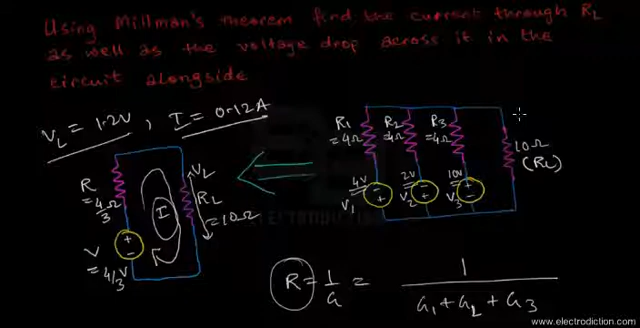 Using Millman's theorem find the current through RL
as well as the voltage drop across it in the
circuit alongside
VL = 1.2V , I = 0.12A
R1
=4Ω
R2
=4Ω
R3
=4Ω
10Ω
(RL)
4V
V1
2V
V2
10V
V3
- +
- +
+ -
R
= 4Ω
3
VL
RL
=10Ω
I
+
-
V
= 4/3 V
R = 1/G = 1
G1 + G2 + G3
www.electrodiction.com